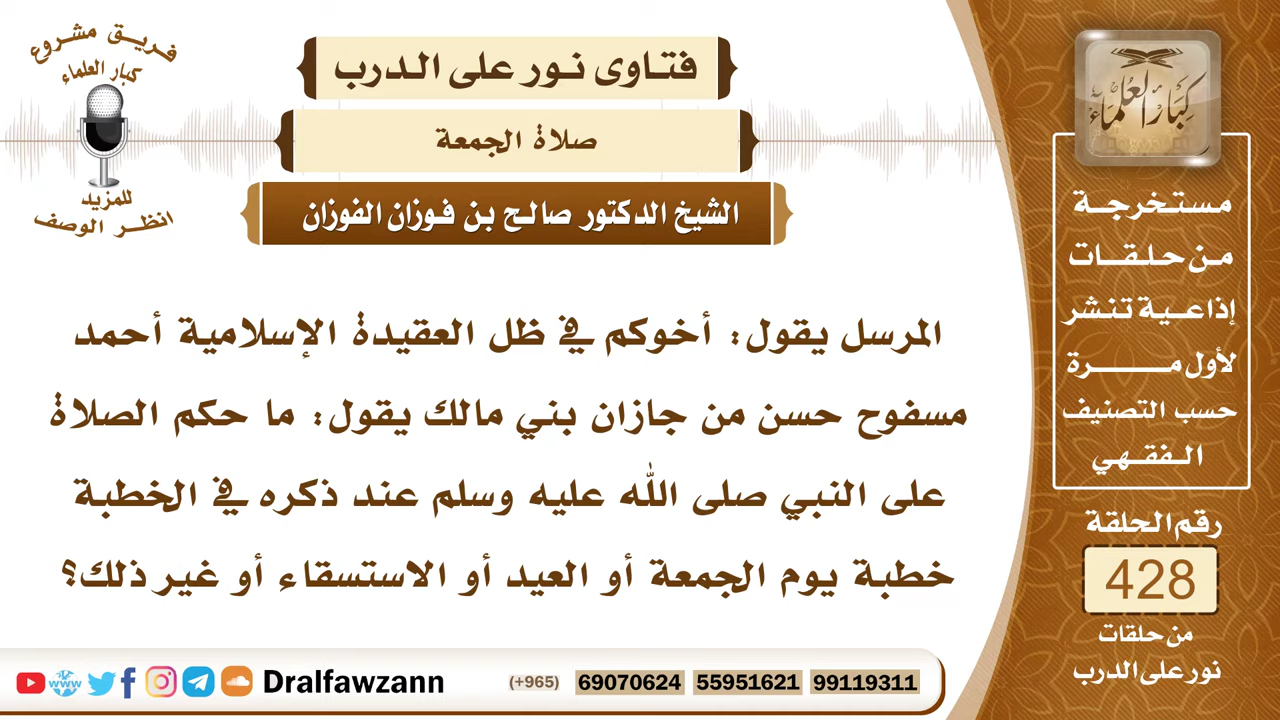 فريق مشروع
كبار العلماء
للمزيد
انظر الوصف
فتاوى نور على الدرب
صلاة الجمعة
الشيخ الدكتور صالح بن فوزان الفوزان
المرسل يقول: أخوكم في ظل العقيدة الإسلامية أحمد
مسفوح حسن من جازان بني مالك يقول: ما حكم الصلاة
على النبي صلى الله عليه وسلم عند ذكره في الخطبة
خطبة يوم الجمعة أو العيد أو الاستسقاء أو غير ذلك؟
كبار العلماء
مستخرجة
من حلقات
إذاعية تنشر
لأول مرة
حسب التصنيف
الفقهي
رقم الحلقة
428
من حلقات
نور على الدرب
www Dralfawzann (+965) 69070624 55951621 99119311